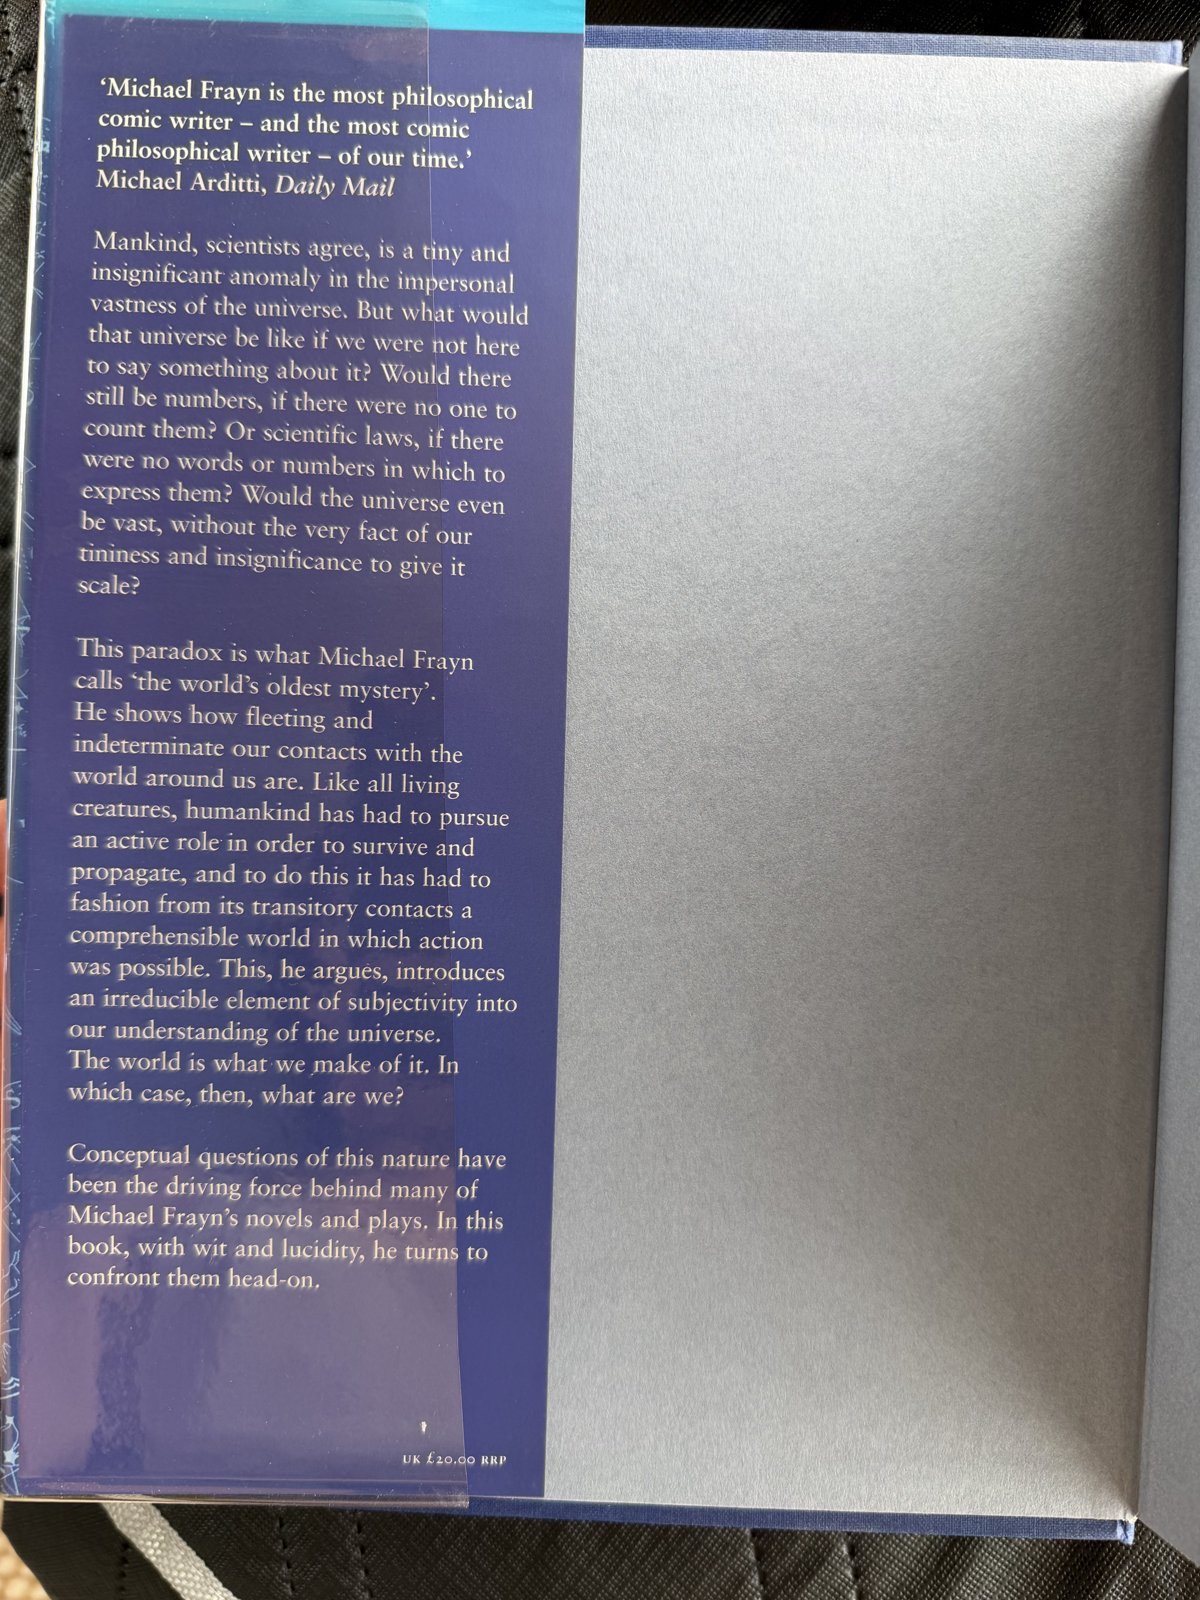 ‘Michael Frayn is the most philosophical
comic writer – and the most comic
philosophical writer – of our time.’
Michael Arditti, Daily Mail
Mankind, scientists agree, is a tiny and
insignificant anomaly in the impersonal
vastness of the universe. But what would
that universe be like if we were not here
to say something about it? Would there
still be numbers, if there were no one to
count them? Or scientific laws, if there
were no words or numbers in which to
express them? Would the universe even
be vast, without the very fact of our
tininess and insignificance to give it
scale?
This paradox is what Michael Frayn
calls ‘the world’s oldest mystery’.
He shows how fleeting and
indeterminate our contacts with the
world around us are. Like all living
creatures, humankind has had to pursue
an active role in order to survive and
propagate, and to do this it has had to
fashion from its transitory contacts a
comprehensible world in which action
was possible. This, he argues, introduces
an irreducible element of subjectivity into
our understanding of the universe.
The world is what we make of it. In
which case, then, what are we?
Conceptual questions of this nature have
been the driving force behind many of
Michael Frayn’s novels and plays. In this
book, with wit and lucidity, he turns to
confront them head-on.
UK £20.00 RRP